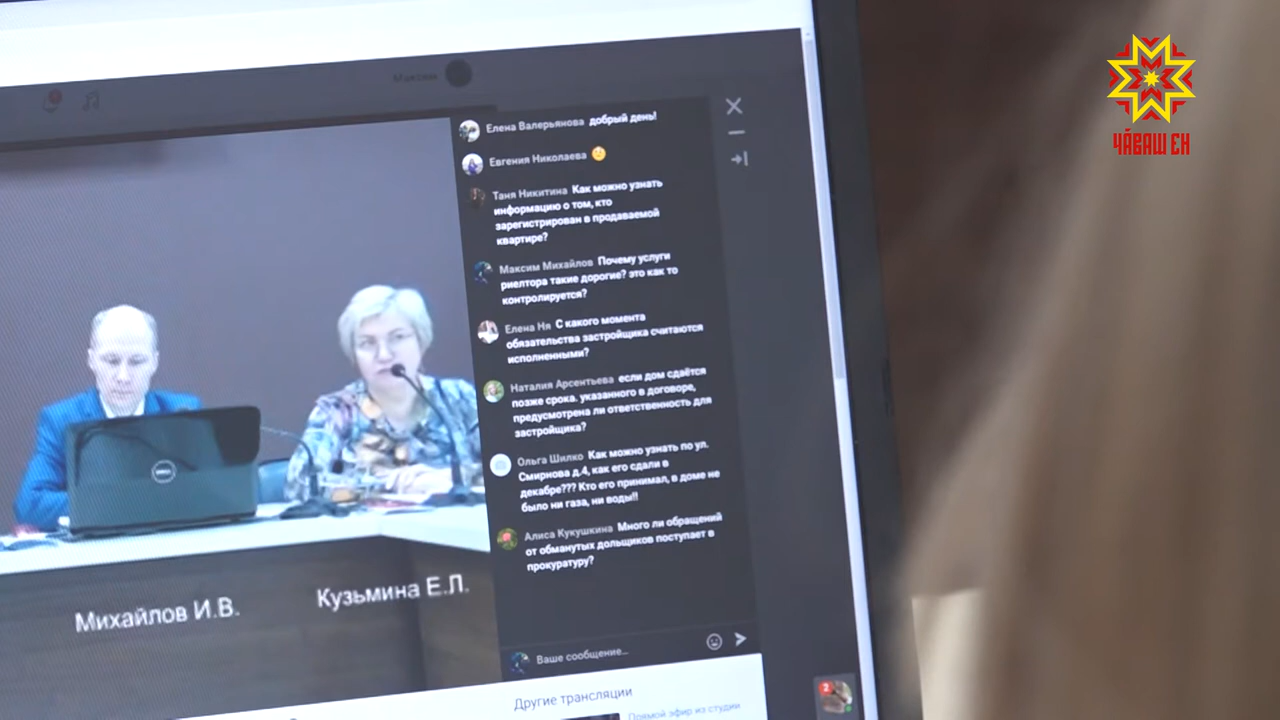 Максим
ЧӐВАШ ЕН
Елена Валерьянова добрый день!
Евгения Николаева
Таня Никитина Как можно узнать
информацию о том, кто
зарегистрирован в продаваемой
квартире?
Максим Михайлов Почему услуги
риелтора такие дорогие? это как то
контролируется?
Елена Ня С какого момента
обязательства застройщика считаются
исполненными?
Наталия Арсентьева если дом сдаётся
позже срока. указанного в договоре,
предусмотрена ли ответственность для
застройщика?
Ольга Шилко Как можно узнать по ул.
Смирнова д.4, как его сдали в
декабре??? Кто его принимал, в доме не
было ни газа, ни воды!!
Алиса Кукушкина Много ли обращений
от обманутых дольщиков поступает в
прокуратуру?
DELL
Михайлов И.В.
Кузьмина Е.Л.
Ваше сообщение...
Другие трансляции
Прямой эфир из студии
2